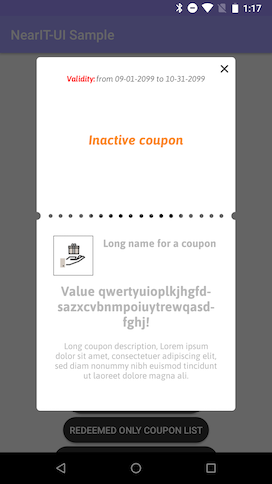 1:17
NearIT-UI Sample
Validity: from 09-01-2099 to 10-31-2099
Inactive coupon
Long name for a coupon
Value qwertyuioplkjhgfd-
sazxcvbnmpoiuytrewqasd-
fghj!
Long coupon description, Lorem ipsum
dolor sit amet, consectetuer adipiscing elit,
sed diam nonummy nibh euismod tincidunt
ut laoreet dolore magna ali.
REDEEMED ONLY COUPON LIST